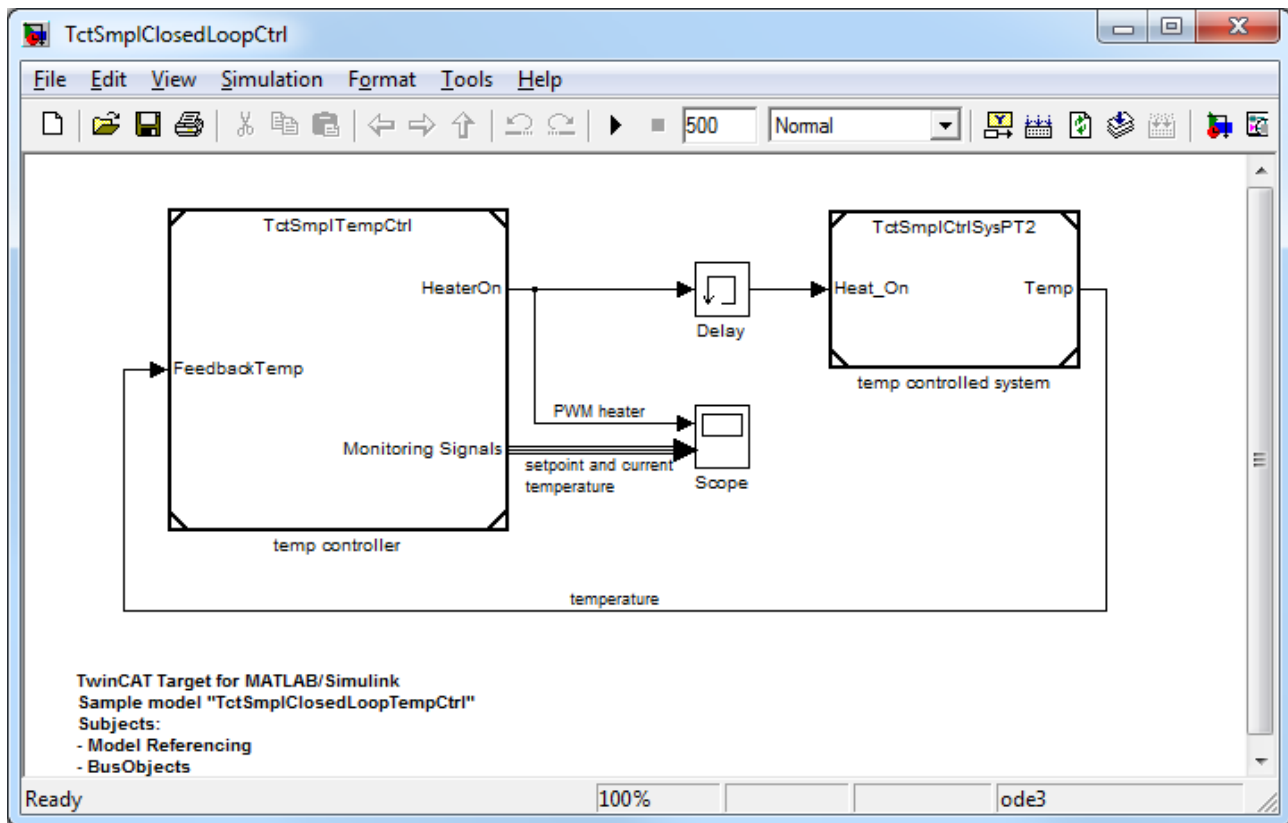 TctSmplClosedLoopCtrl
File Edit View Simulation Format Tools Help
500 Normal
TctSmplTempCtrl
TctSmplCtrlSysPT2
HeaterOn
Heat_On
Temp
Delay
FeedbackTemp
temp controlled system
PWM heater
Monitoring Signals
setpoint and current
temperature
Scope
temp controller
temperature
TwinCAT Target for MATLAB/Simulink
Sample model "TctSmplClosedLoopTempCtrl"
Subjects:
- Model Referencing
- BusObjects
Ready 100% ode3